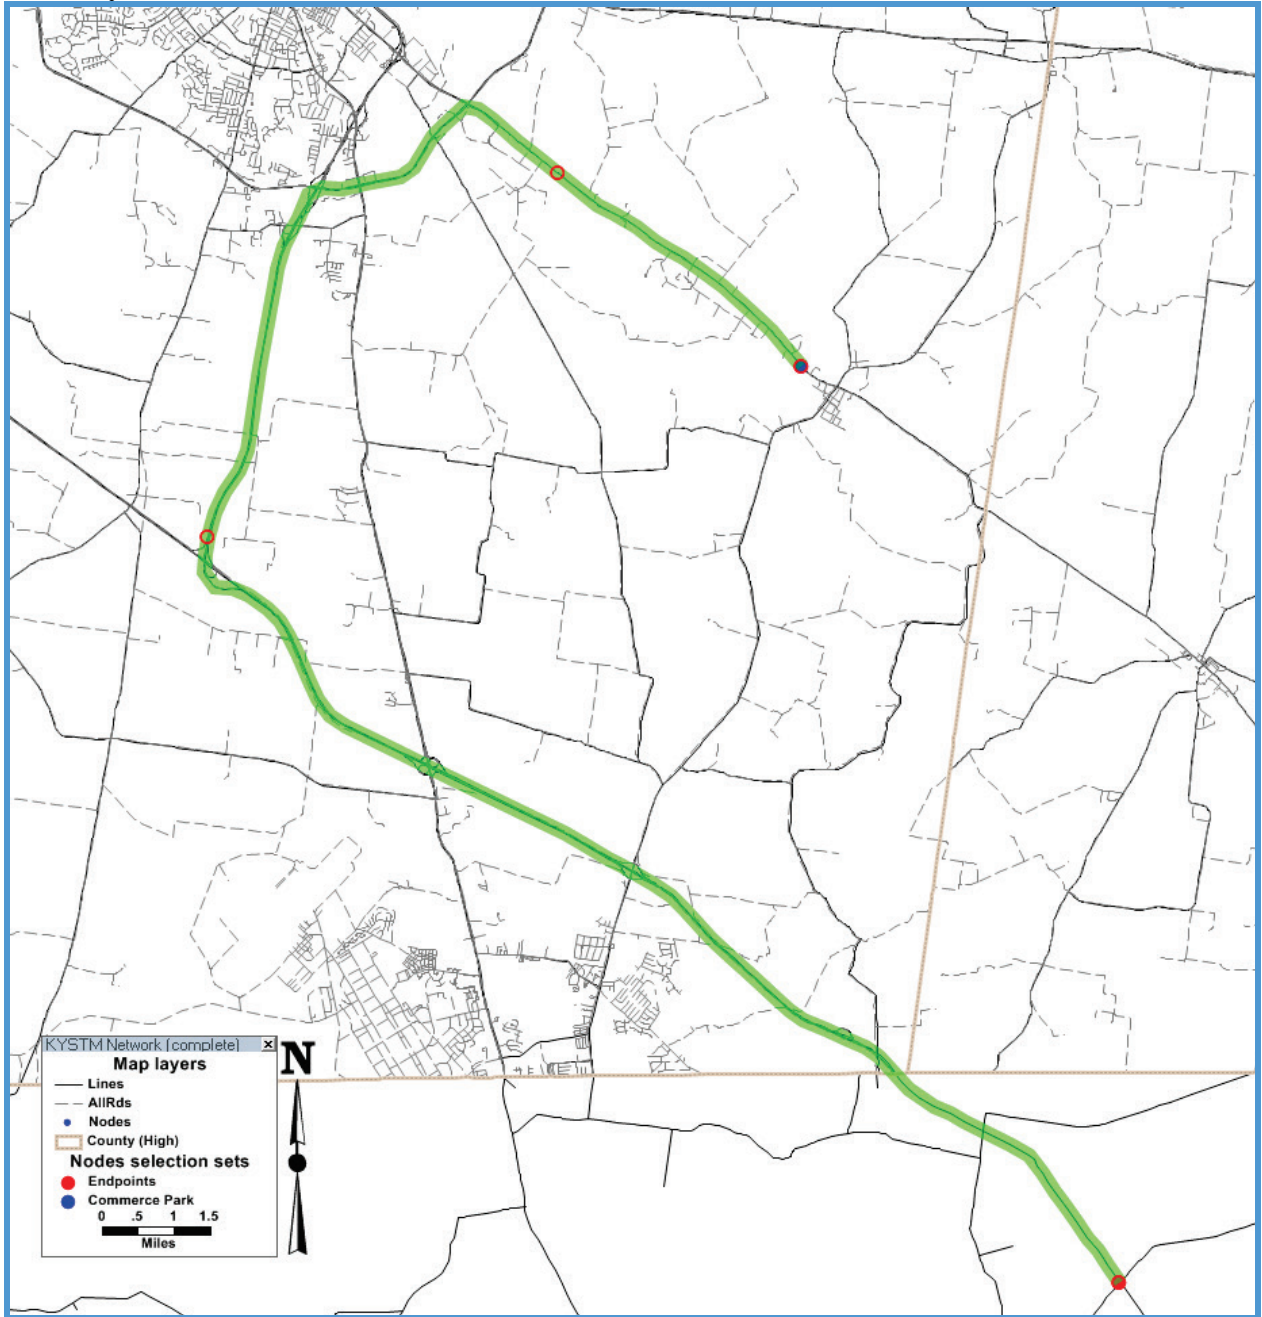 KYSTM Network (complete)
N
Map layers
Lines
AllRds
Nodes
County (High)
Nodes selection sets
Endpoints
Commerce Park
0 .5 1 1.5
Miles